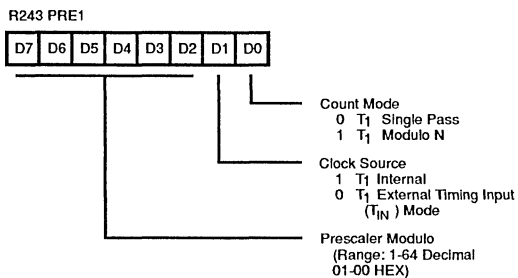 R243 PRE1
D7 D6 D5 D4 D3 D2 D1 D0
Count Mode
0 T1 Single Pass
1 T1 Modulo N
Clock Source
1 T1 Internal
0 T1 External Timing Input
(TIN ) Mode
Prescaler Modulo
(Range: 1-64 Decimal
01-00 HEX)